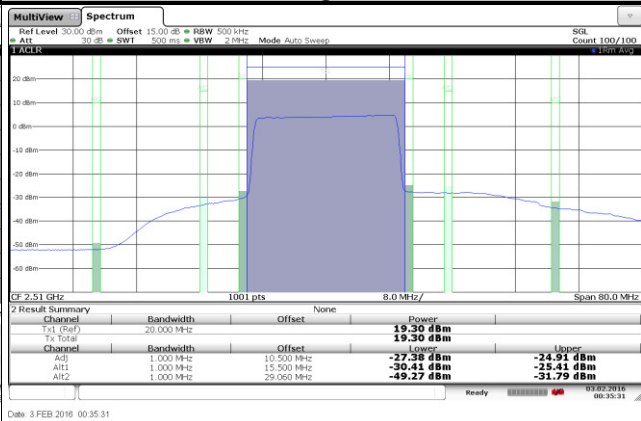 MultiView Spectrum
Ref Level 30.00 dBm Offset 15.00 dB RBW 500 kHz SGL
Att 30 dB SWT 500 ms VBW 2 MHz Mode Auto Sweep Count 100/100
1 ACLR 1Rm Avg
20 dBm
10 dBm
0 dBm
-10 dBm
-20 dBm
-30 dBm
-40 dBm
-50 dBm
-60 dBm
CF 2.51 GHz 1001 pts 8.0 MHz/ Span 80.0 MHz
2 Result Summary None
Channel Bandwidth Offset Power
Tx1 (Ref) 20.000 MHz 19.30 dBm
Tx Total 19.30 dBm
Channel Bandwidth Offset Lower Upper
Adj 1.000 MHz 10.500 MHz -27.38 dBm -24.91 dBm
Alt1 1.000 MHz 15.500 MHz -30.41 dBm -25.41 dBm
Alt2 1.000 MHz 29.060 MHz -49.27 dBm -31.79 dBm
Ready 03.02.2016
00:35:31
Date: 3.FEB.2016 00:35:31